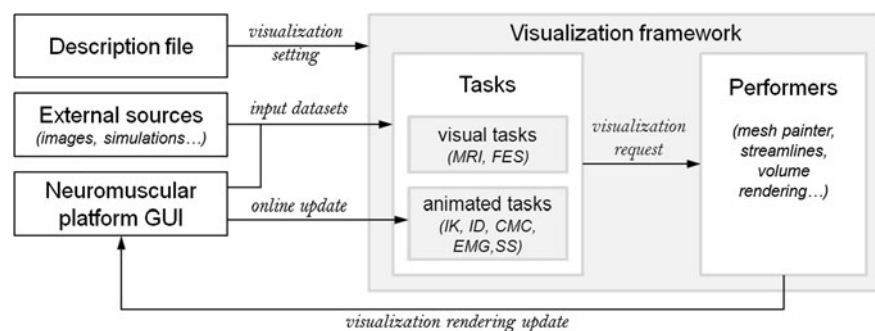 Description file
visualization
setting
Visualization framework
External sources
(images, simulations…)
input datasets
Tasks
visual tasks
(MRI, FES)
visualization
request
Performers
(mesh painter,
streamlines,
volume
rendering…)
Neuromuscular
platform GUI
online update
animated tasks
(IK, ID, CMC,
EMG,SS)
visualization rendering update